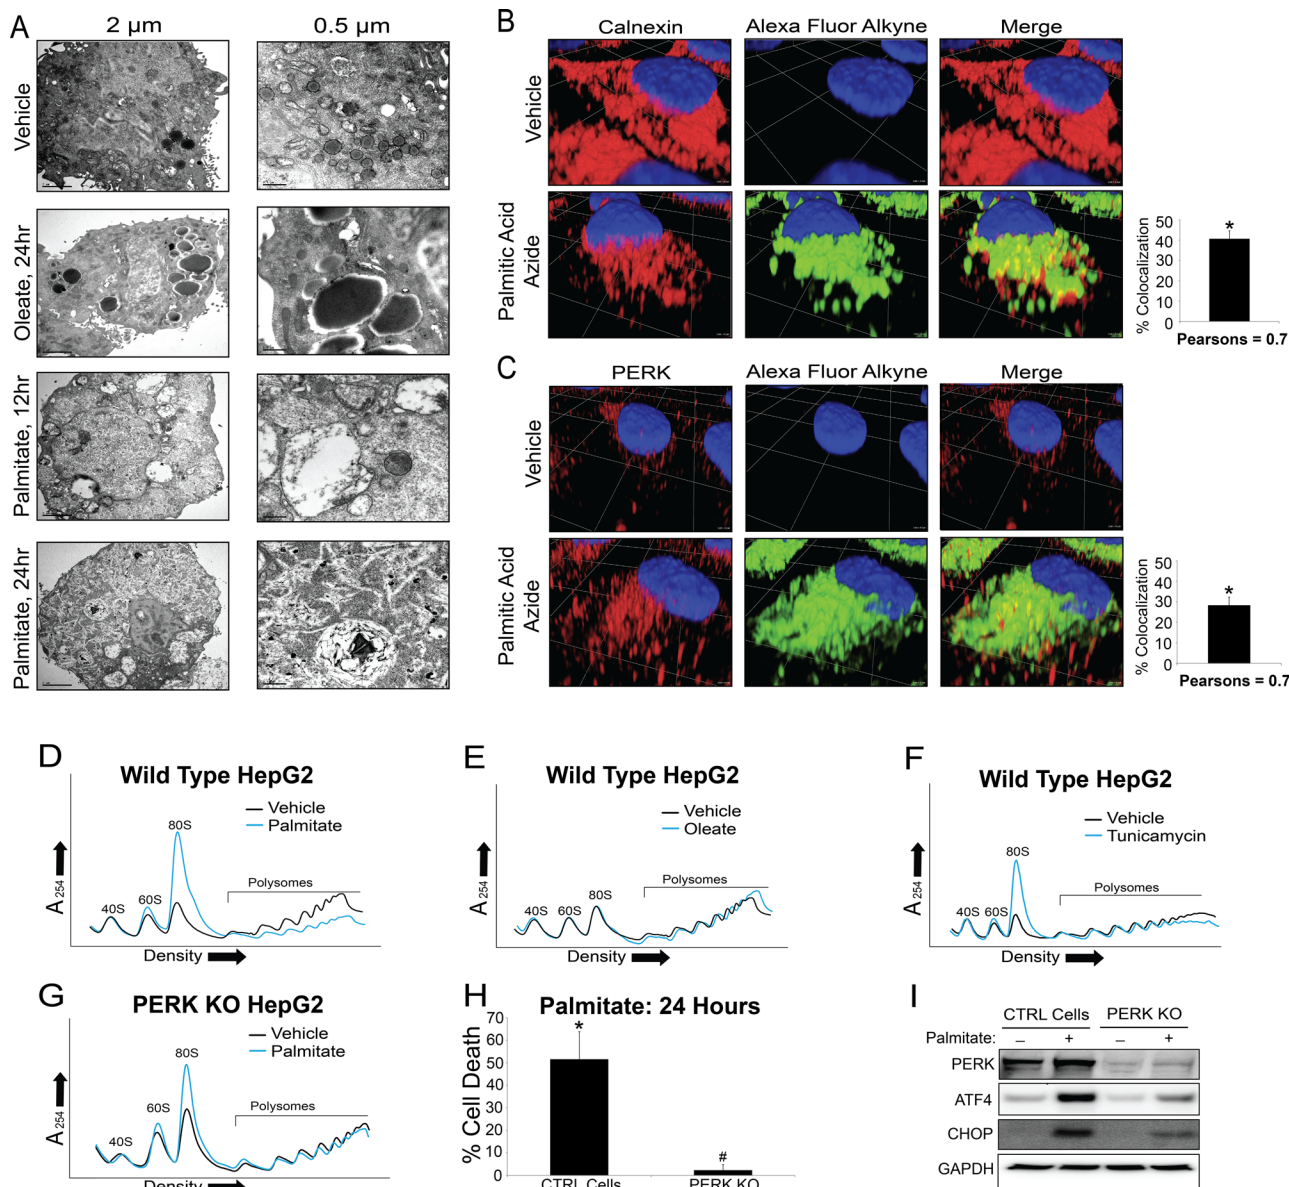 A
2 µm
0.5 µm
Vehicle
Oleate, 24hr
Palmitate, 12hr
Palmitate, 24hr
B
Calnexin
Alexa Fluor Alkyne
Merge
Vehicle
Palmitic Acid
Azide
% Colocalization
50
40
30
20
10
0
*
Pearsons = 0.7
C
PERK
Alexa Fluor Alkyne
Merge
Vehicle
Palmitic Acid
Azide
% Colocalization
50
40
30
20
10
0
*
Pearsons = 0.7
D
Wild Type HepG2
Vehicle
Palmitate
40S
60S
80S
Polysomes
A254
Density
E
Wild Type HepG2
Vehicle
Oleate
40S
60S
80S
Polysomes
A254
Density
F
Wild Type HepG2
Vehicle
Tunicamycin
40S
60S
80S
Polysomes
A254
Density
G
PERK KO HepG2
Vehicle
Palmitate
40S
60S
80S
Polysomes
A254
Density
H
Palmitate: 24 Hours
% Cell Death
70
60
50
40
30
20
10
0
*
#
CTRL Cells
PERK KO
I
CTRL Cells PERK KO
Palmitate: – + – +
PERK
ATF4
CHOP
GAPDH